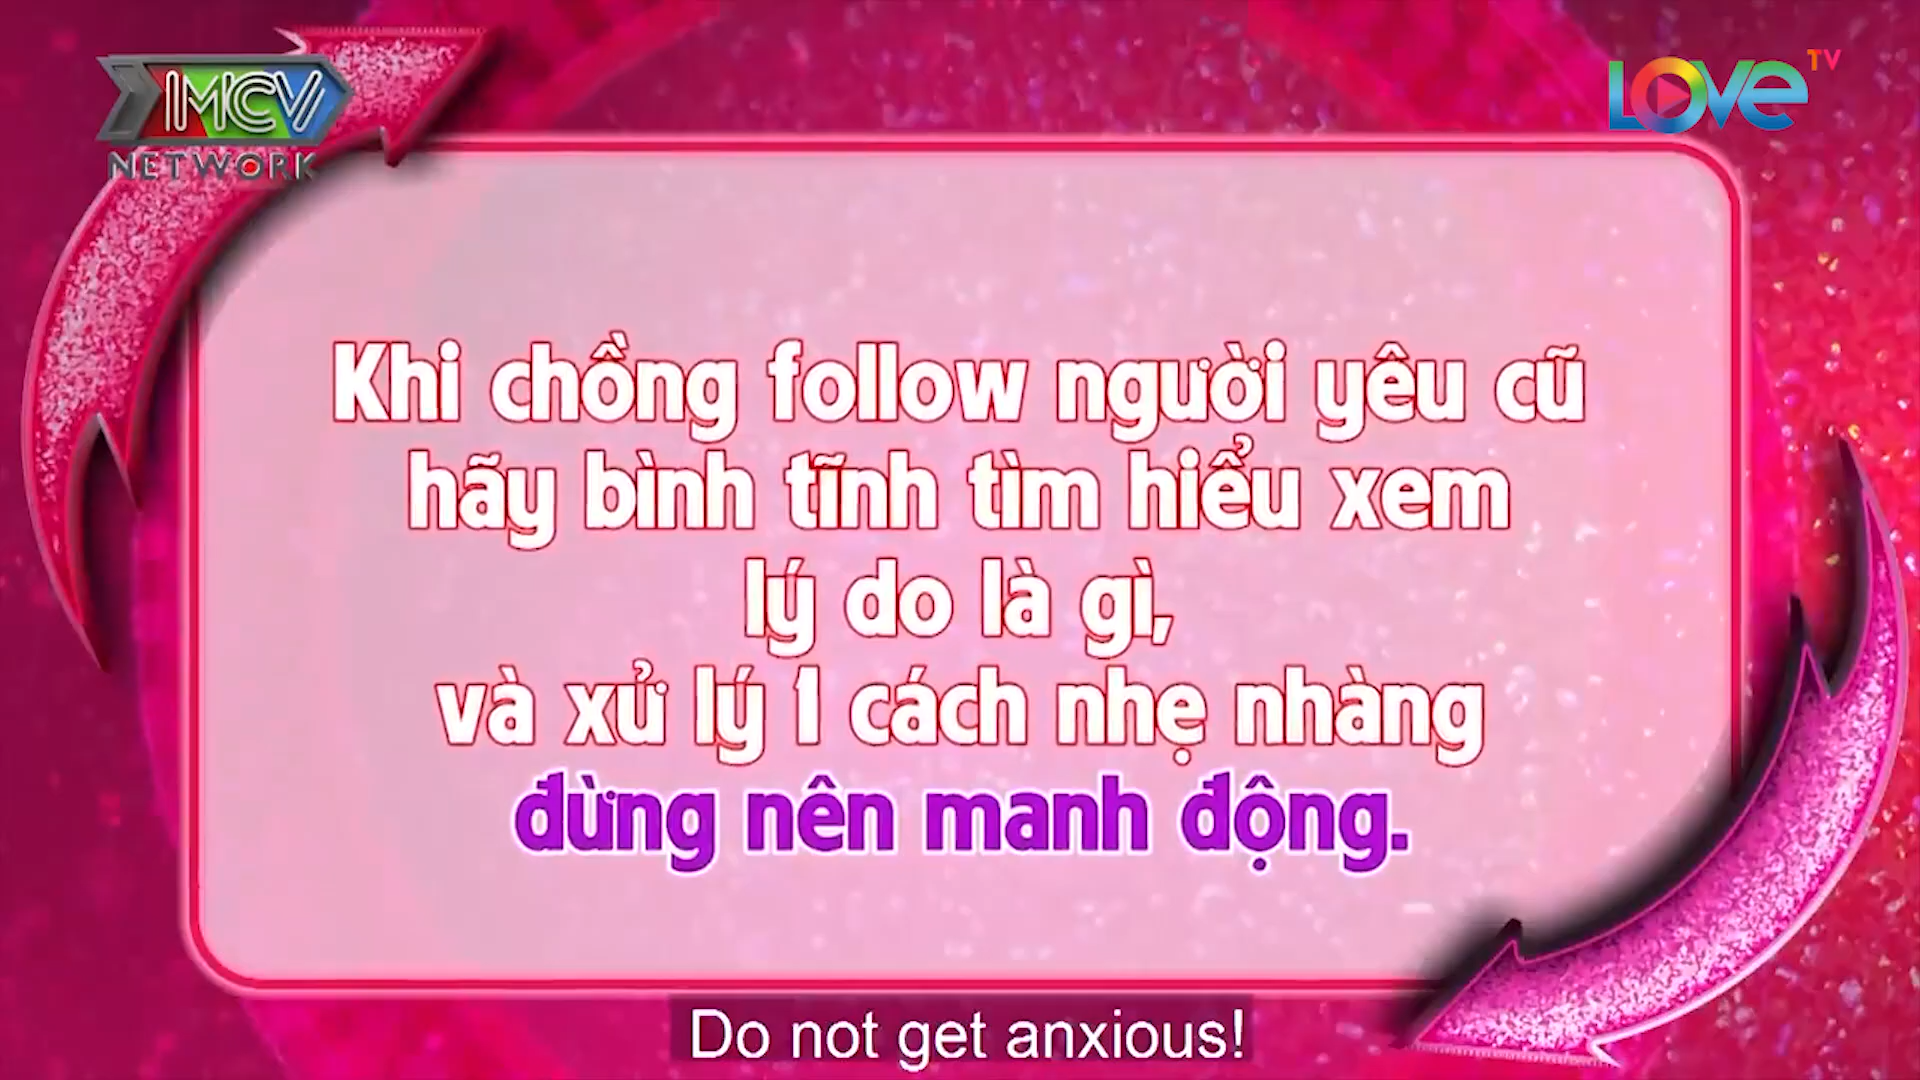 MCV
NETWORK
LOVE TV
Khi chồng follow người yêu cũ
hãy bình tĩnh tìm hiểu xem
lý do là gì,
và xử lý 1 cách nhẹ nhàng
đừng nên manh động.
Do not get anxious!